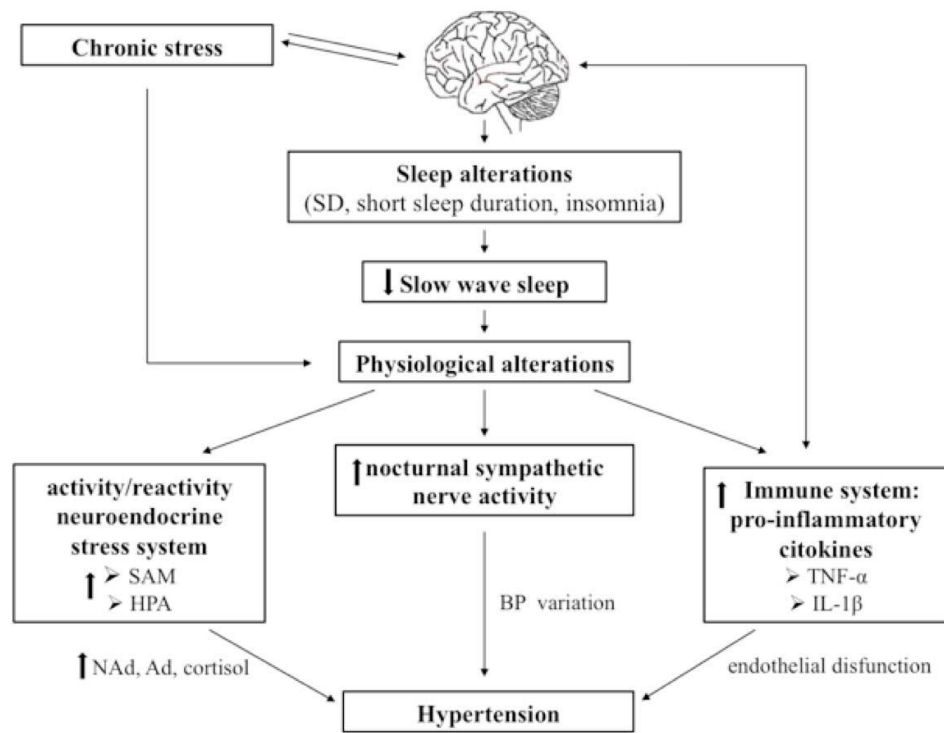 Chronic stress
Sleep alterations
(SD, short sleep duration, insomnia)
↓ Slow wave sleep
Physiological alterations
activity/reactivity
neuroendocrine
stress system
↑ ➢ SAM
➢ HPA
↑ nocturnal sympathetic
nerve activity
↑ Immune system:
pro-inflammatory
citokines
➢ TNF-α
➢ IL-1β
↑ NAd, Ad, cortisol
BP variation
endothelial disfunction
Hypertension